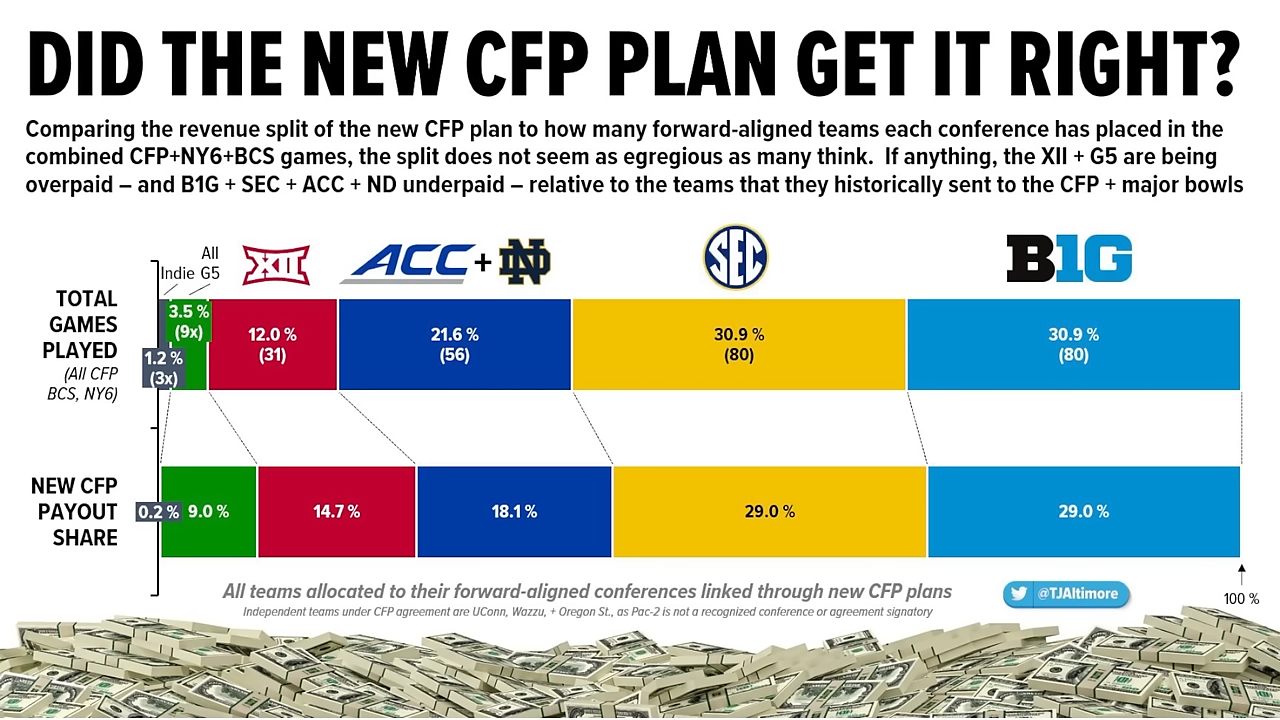 DID THE NEW CFP PLAN GET IT RIGHT?
Comparing the revenue split of the new CFP plan to how many forward-aligned teams each conference has placed in the
combined CFP+NY6+BCS games, the split does not seem as egregious as many think.  If anything, the XII + G5 are being
overpaid – and B1G + SEC + ACC + ND underpaid – relative to the teams that they historically sent to the CFP + major bowls
All
Indie G5
XII
ACC + ND
SEC
B1G
TOTAL
GAMES
PLAYED
(All CFP
BCS, NY6)
1.2 %
(3x)
3.5 %
(9x)
12.0 %
(31)
21.6 %
(56)
30.9 %
(80)
30.9 %
(80)
NEW CFP
PAYOUT
SHARE
0.2 %
9.0 %
14.7 %
18.1 %
29.0 %
29.0 %
All teams allocated to their forward-aligned conferences linked through new CFP plans
Independent teams under CFP agreement are UConn, Wazzu, + Oregon St., as Pac-2 is not a recognized conference or agreement signatory
@TJAltimore
100 %